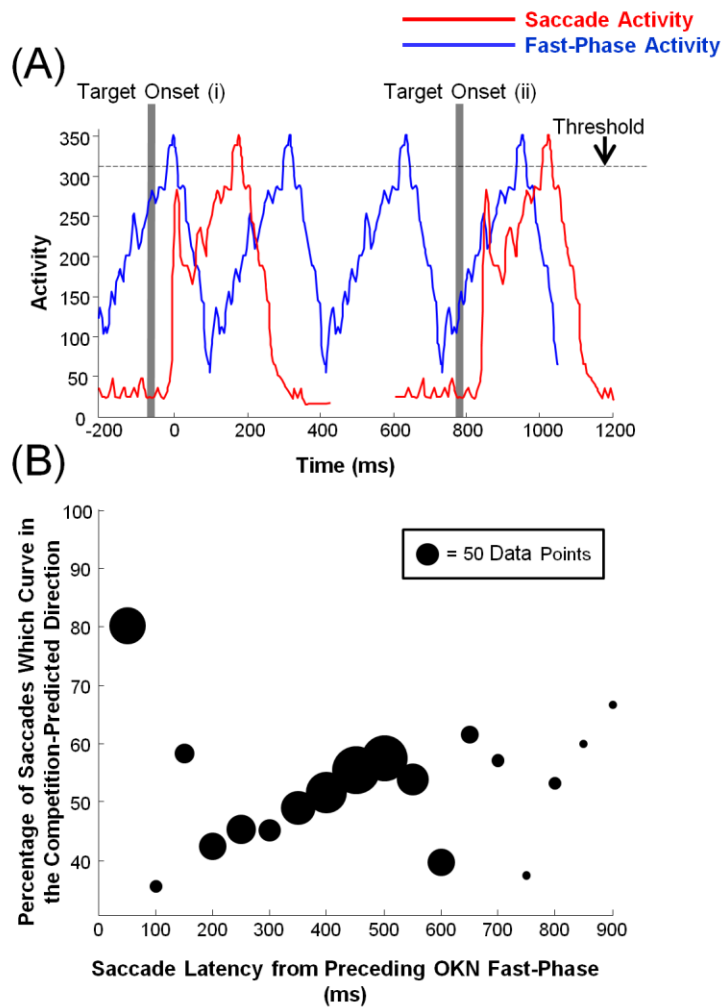 Saccade Activity
Fast-Phase Activity
(A)
Target Onset (i)
Target Onset (ii)
Threshold
350
300
250
200
150
100
50
0
Activity
-200 0 200 400 600 800 1000 1200
Time (ms)
(B)
100
90
80
70
60
50
40
Percentage of Saccades Which Curve in
the Competition-Predicted Direction
= 50 Data Points
0 100 200 300 400 500 600 700 800 900
Saccade Latency from Preceding OKN Fast-Phase
(ms)